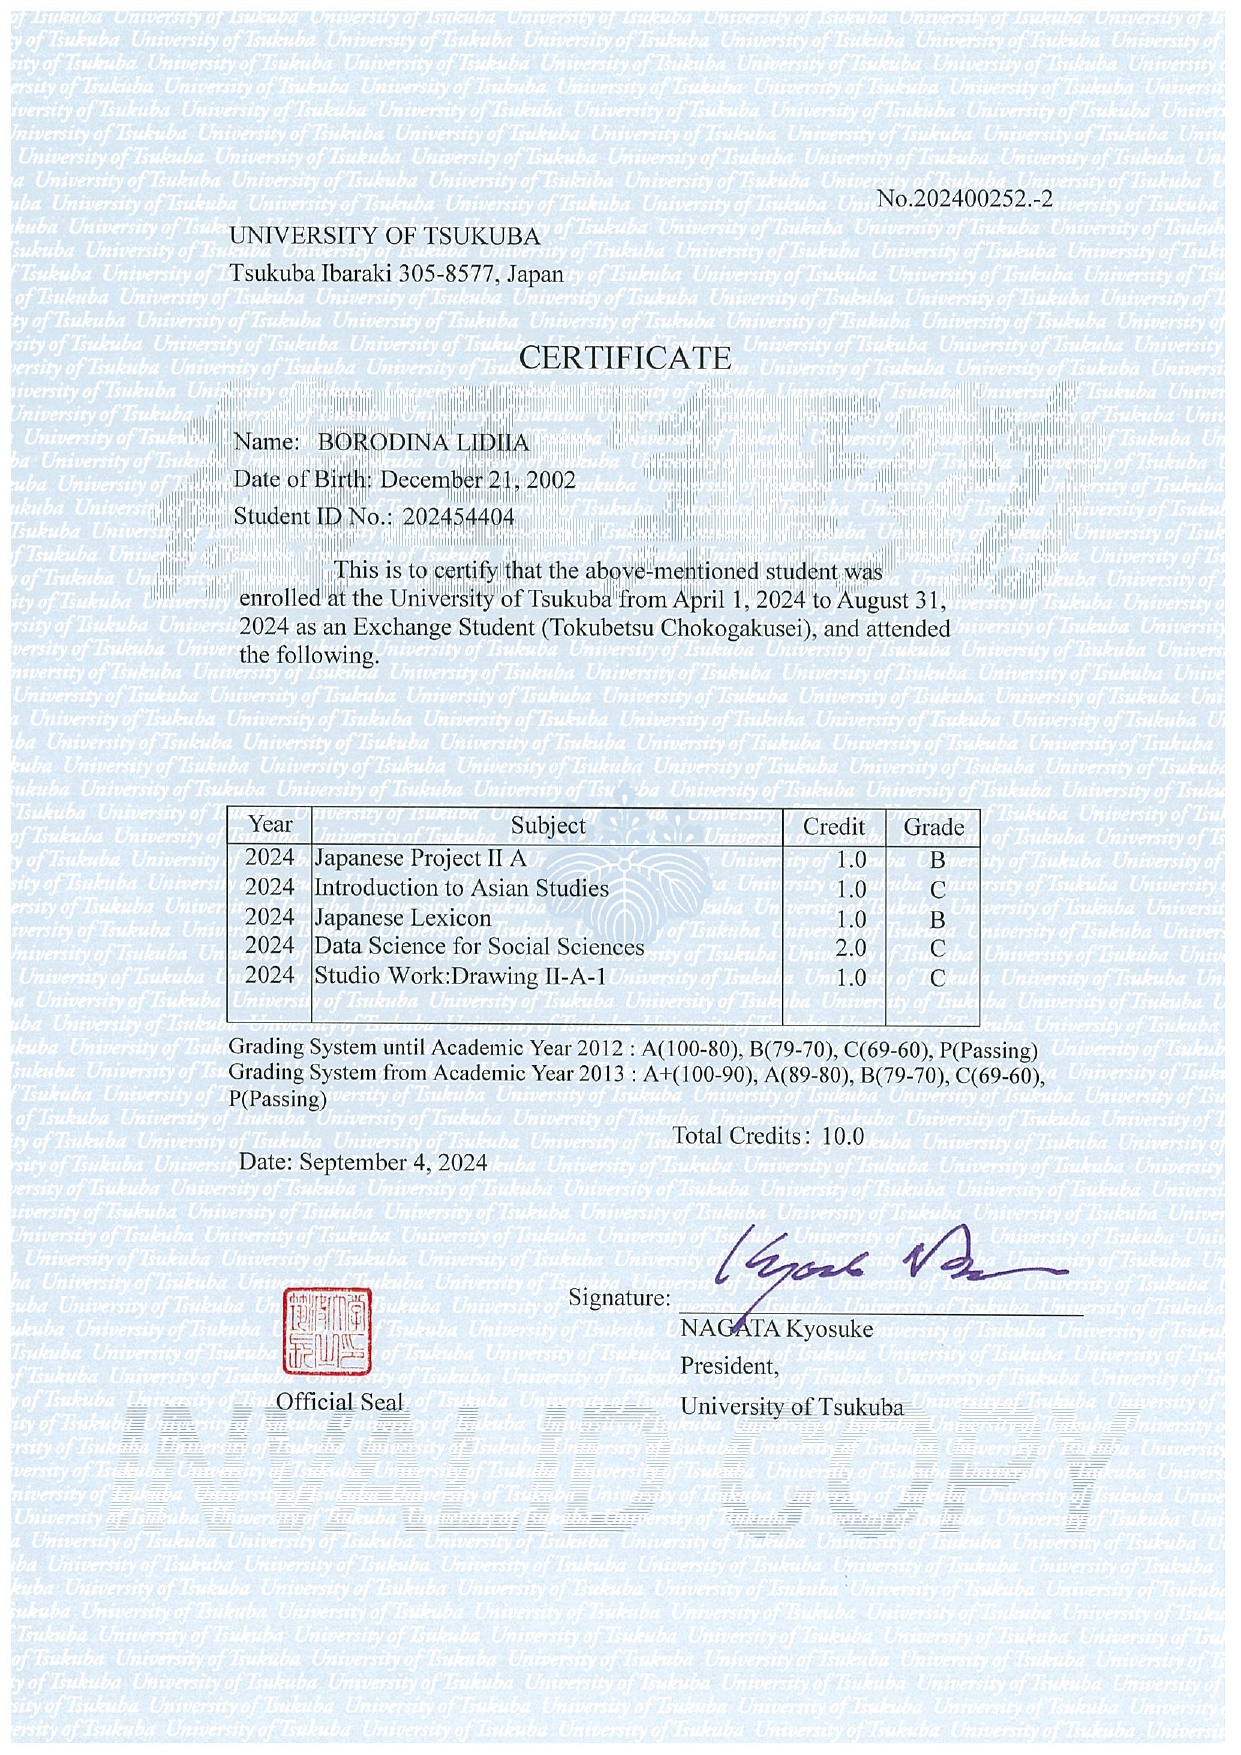 No.202400252.-2
UNIVERSITY OF TSUKUBA
Tsukuba Ibaraki 305-8577, Japan
CERTIFICATE
Name: BORODINA LIDIIA
Date of Birth: December 21, 2002
Student ID No.: 202454404
This is to certify that the above-mentioned student was
enrolled at the University of Tsukuba from April 1, 2024 to August 31,
2024 as an Exchange Student (Tokubetsu Chokogakusei), and attended
the following.
Year Subject Credit Grade
2024 Japanese Project II A 1.0 B
2024 Introduction to Asian Studies 1.0 C
2024 Japanese Lexicon 1.0 B
2024 Data Science for Social Sciences 2.0 C
2024 Studio Work:Drawing II-A-1 1.0 C
Grading System until Academic Year 2012 : A(100-80), B(79-70), C(69-60), P(Passing)
Grading System from Academic Year 2013 : A+(100-90), A(89-80), B(79-70), C(69-60),
P(Passing)
Total Credits: 10.0
Date: September 4, 2024
Signature:
NAGATA Kyosuke
President,
Official Seal
University of Tsukuba
INVALID COPY